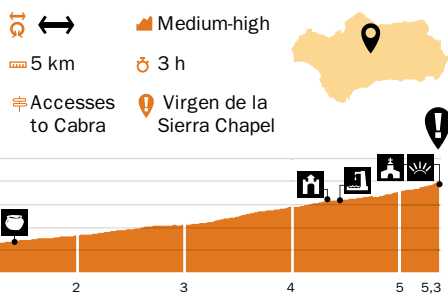 Medium-high
5 km
3 h
Accesses
to Cabra
Virgen de la
Sierra Chapel
2
3
4
5
5,3